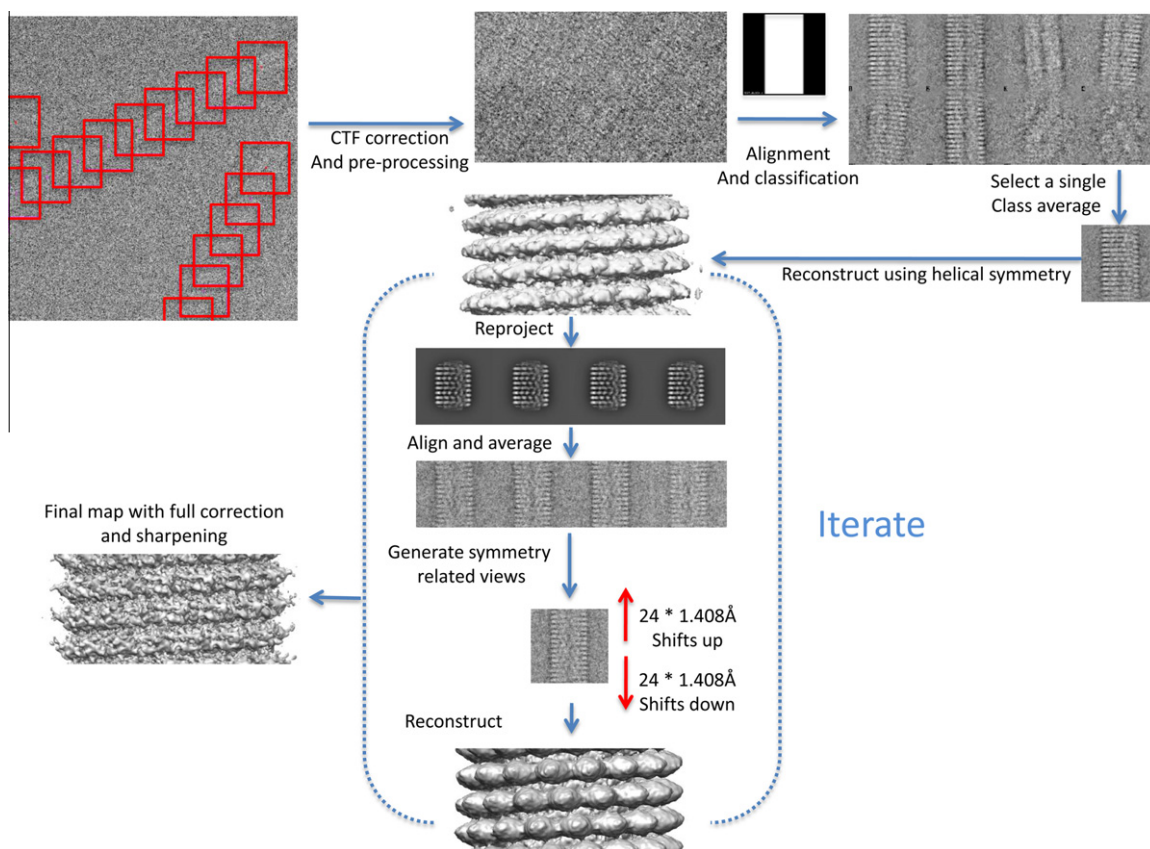 CTF correction
And pre-processing
Alignment
And classification
Select a single
Class average
Reconstruct using helical symmetry
Reproject
Align and average
Final map with full correction
and sharpening
Iterate
Generate symmetry
related views
24 * 1.408Å
Shifts up
24 * 1.408Å
Shifts down
Reconstruct